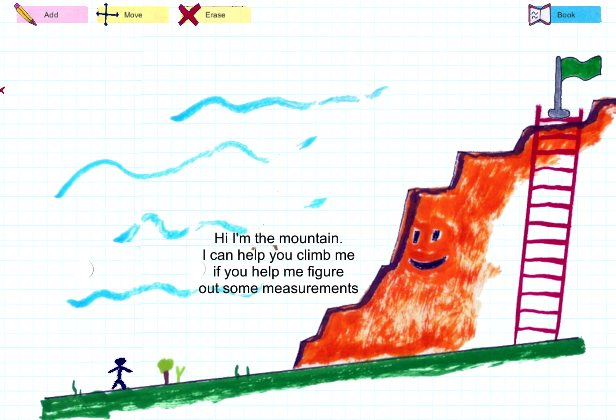 Add Move Erase Book
Hi I'm the mountain.
I can help you climb me
if you help me figure
out some measurements